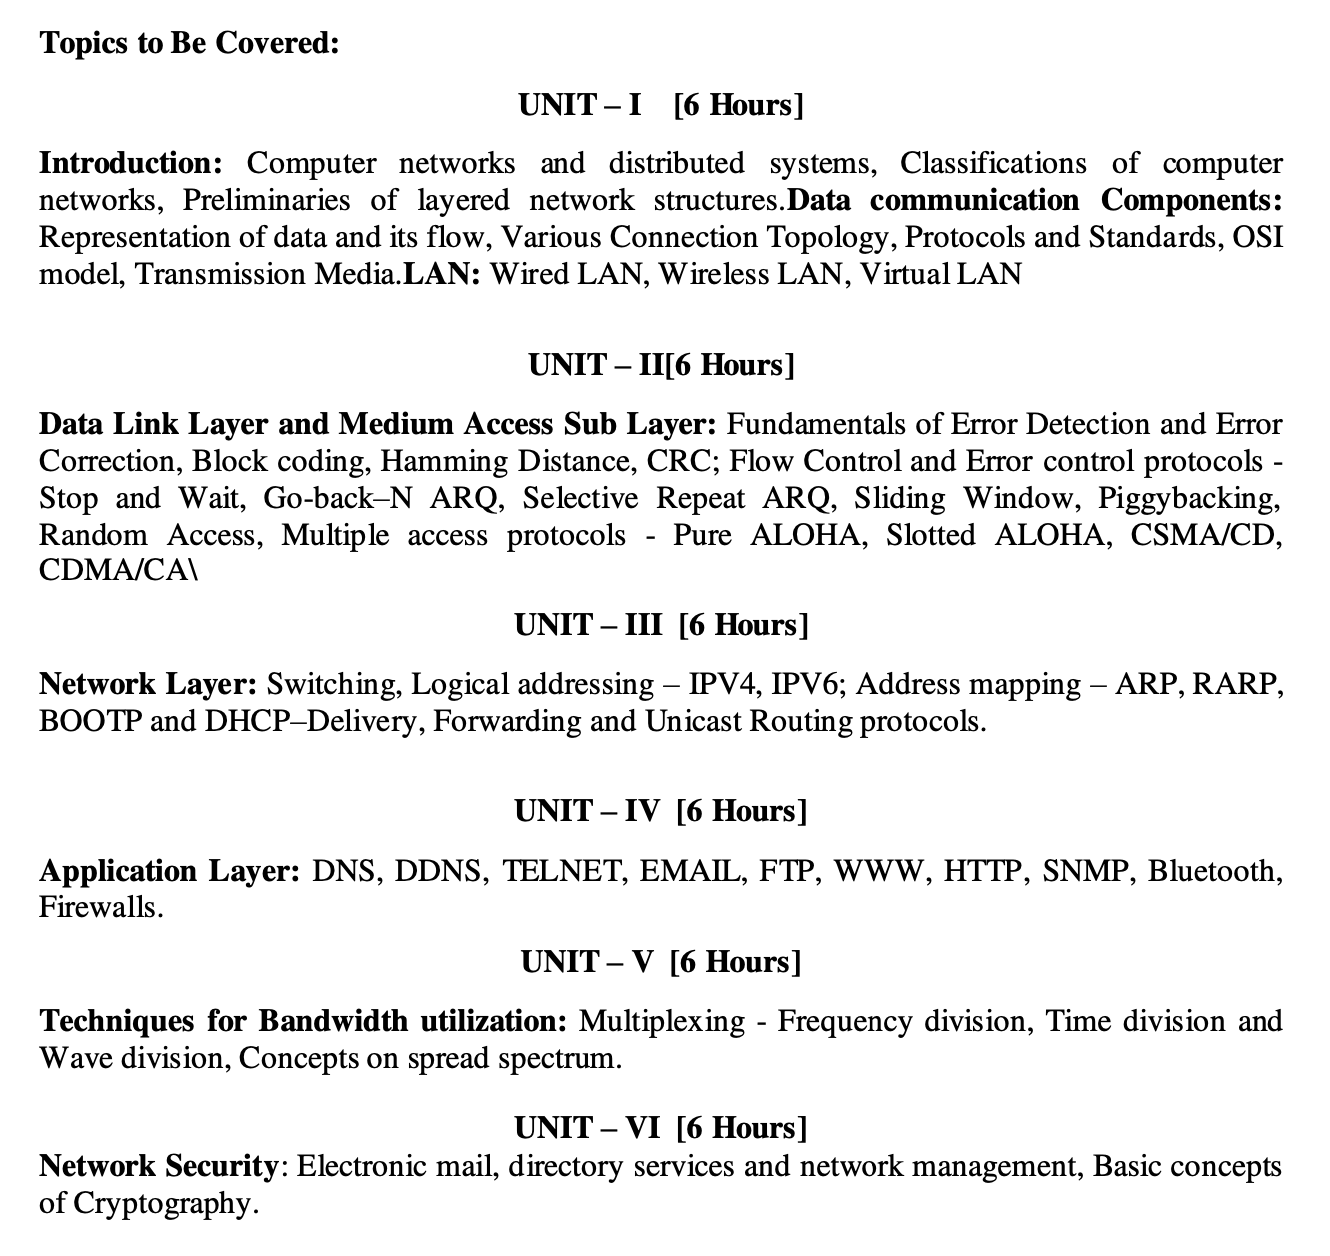 Topics to Be Covered:
UNIT – I [6 Hours]
Introduction: Computer networks and distributed systems, Classifications of computer
networks, Preliminaries of layered network structures.Data communication Components:
Representation of data and its flow, Various Connection Topology, Protocols and Standards, OSI
model, Transmission Media.LAN: Wired LAN, Wireless LAN, Virtual LAN
UNIT – II[6 Hours]
Data Link Layer and Medium Access Sub Layer: Fundamentals of Error Detection and Error
Correction, Block coding, Hamming Distance, CRC; Flow Control and Error control protocols -
Stop and Wait, Go-back–N ARQ, Selective Repeat ARQ, Sliding Window, Piggybacking,
Random Access, Multiple access protocols - Pure ALOHA, Slotted ALOHA, CSMA/CD,
CDMA/CA\
UNIT – III [6 Hours]
Network Layer: Switching, Logical addressing – IPV4, IPV6; Address mapping – ARP, RARP,
BOOTP and DHCP–Delivery, Forwarding and Unicast Routing protocols.
UNIT – IV [6 Hours]
Application Layer: DNS, DDNS, TELNET, EMAIL, FTP, WWW, HTTP, SNMP, Bluetooth,
Firewalls.
UNIT – V [6 Hours]
Techniques for Bandwidth utilization: Multiplexing - Frequency division, Time division and
Wave division, Concepts on spread spectrum.
UNIT – VI [6 Hours]
Network Security: Electronic mail, directory services and network management, Basic concepts
of Cryptography.